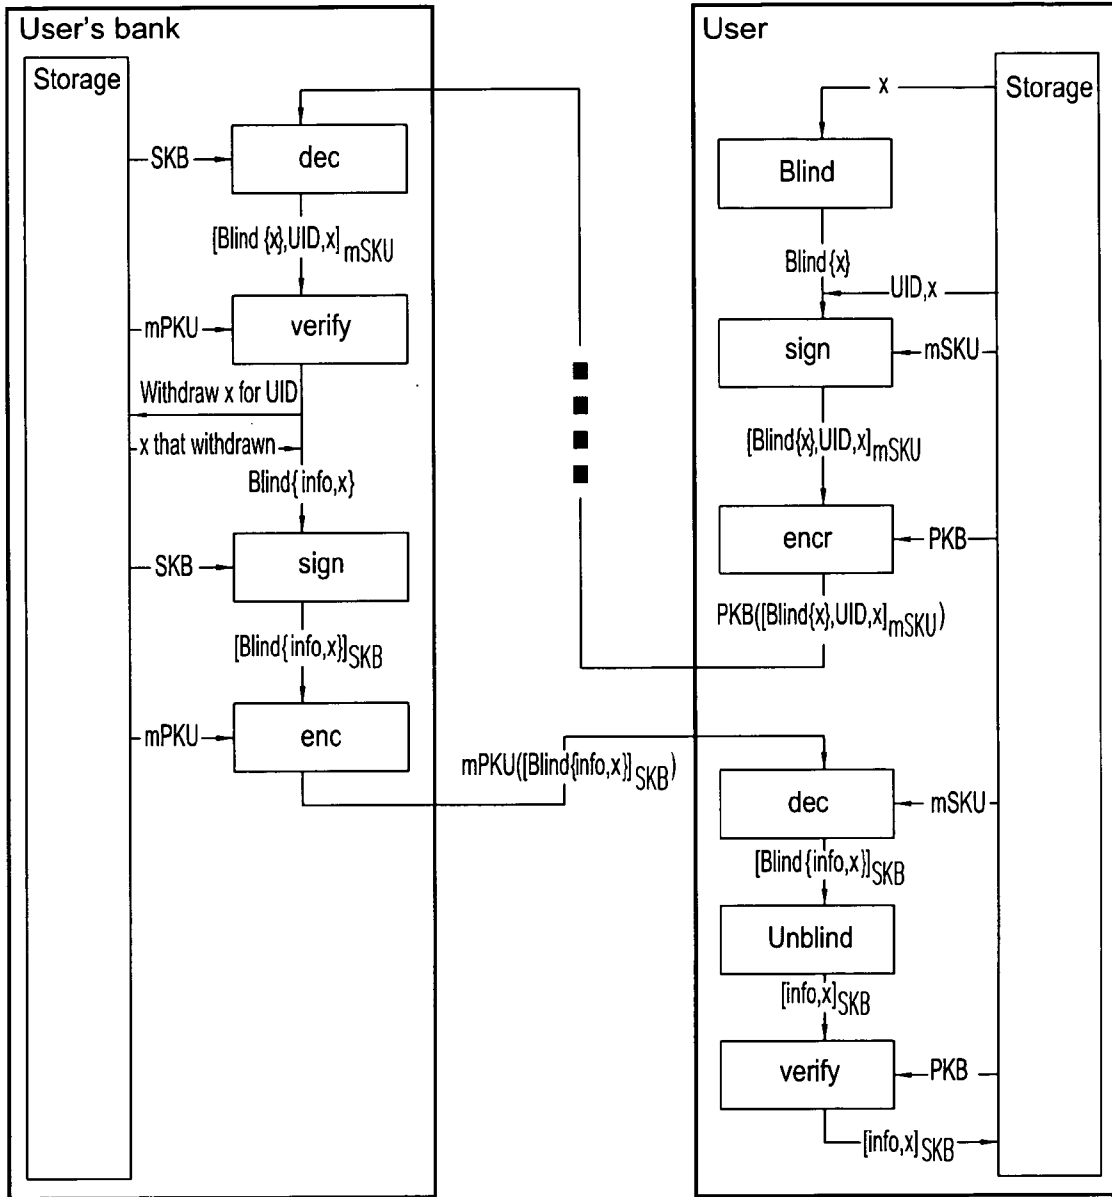 User's bank
Storage
SKB
dec
[Blind {x},UID,x]mSKU
mPKU
verify
Withdraw x for UID
x that withdrawn
Blind{info,x}
SKB
sign
[Blind{info,x}]SKB
mPKU
enc
mPKU([Blind{info,x}]SKB)
User
Storage
x
Blind
Blind{x}
UID,x
sign
mSKU
[Blind{x},UID,x]mSKU
encr
PKB
PKB([Blind{x},UID,x]mSKU)
dec
mSKU
[Blind{info,x}]SKB
Unblind
[info,x]SKB
verify
PKB
[info,x]SKB